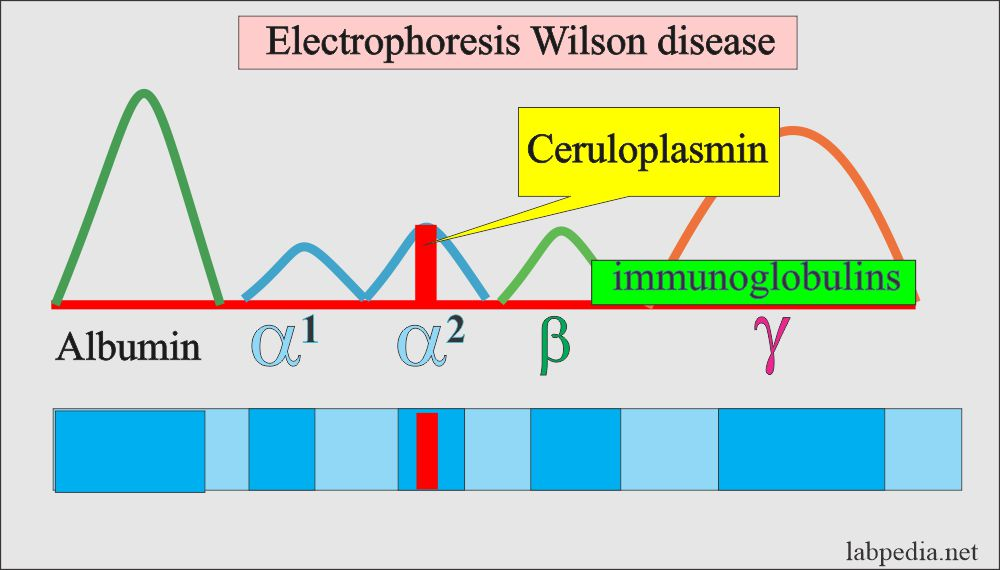 Electrophoresis Wilson disease
Ceruloplasmin
immunoglobulins
Albumin α¹ α² β γ
labpedia.net